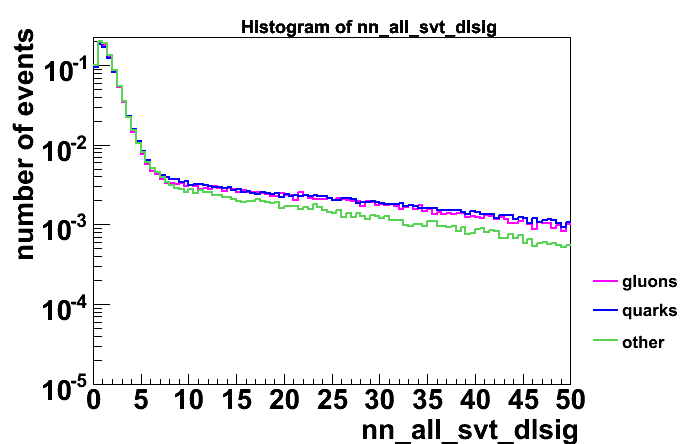 Histogram of nn_all_svt_dlsig
number of events
10-1
10-2
10-3
10-4
10-5
0 5 10 15 20 25 30 35 40 45 50
nn_all_svt_dlsig
gluons
quarks
other